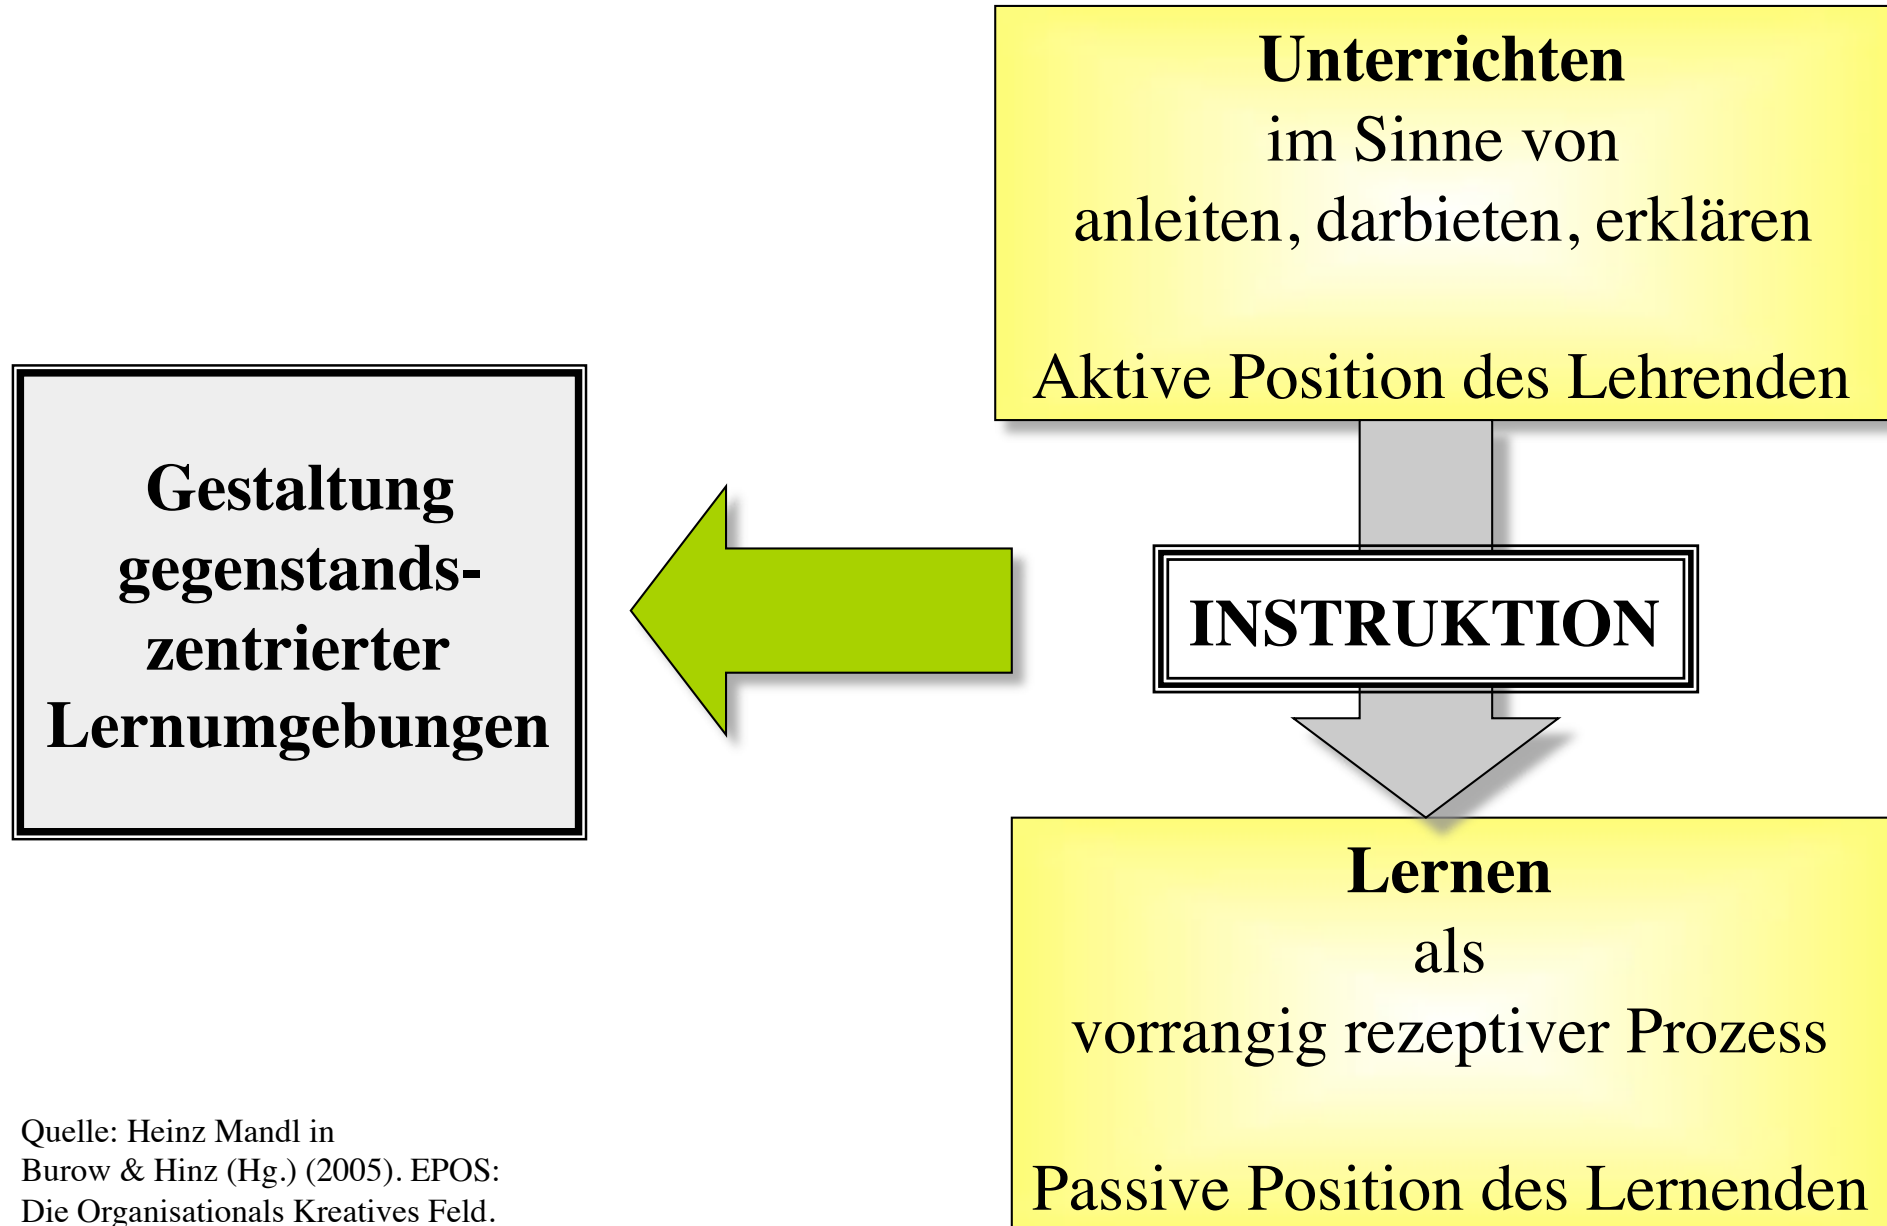 Unterrichten
im Sinne von
anleiten, darbieten, erklären
Aktive Position des Lehrenden
Gestaltung
gegenstands-
zentrierter
Lernumgebungen
INSTRUKTION
Lernen
als
vorrangig rezeptiver Prozess
Passive Position des Lernenden
Quelle: Heinz Mandl in
Burow & Hinz (Hg.) (2005). EPOS:
Die Organisationals Kreatives Feld.